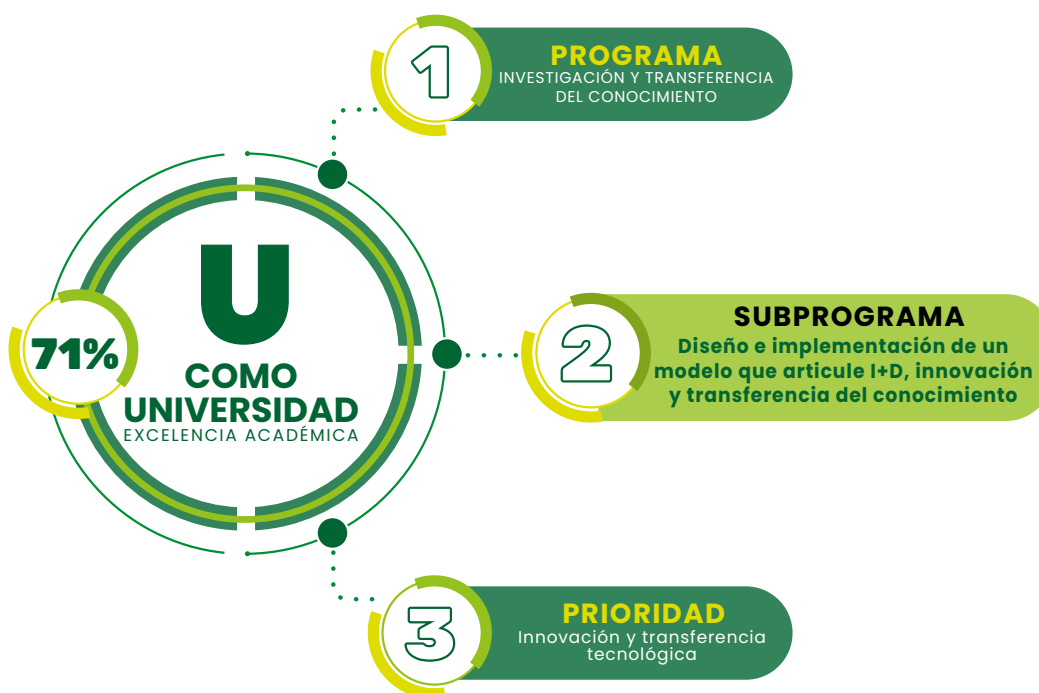 1
PROGRAMA
INVESTIGACIÓN Y TRANSFERENCIA
DEL CONOCIMIENTO
U
71%
COMO
UNIVERSIDAD
EXCELENCIA ACADÉMICA
2
SUBPROGRAMA
Diseño e implementación de un
modelo que articule I+D, innovación
y transferencia del conocimiento
3
PRIORIDAD
Innovación y transferencia
tecnológica